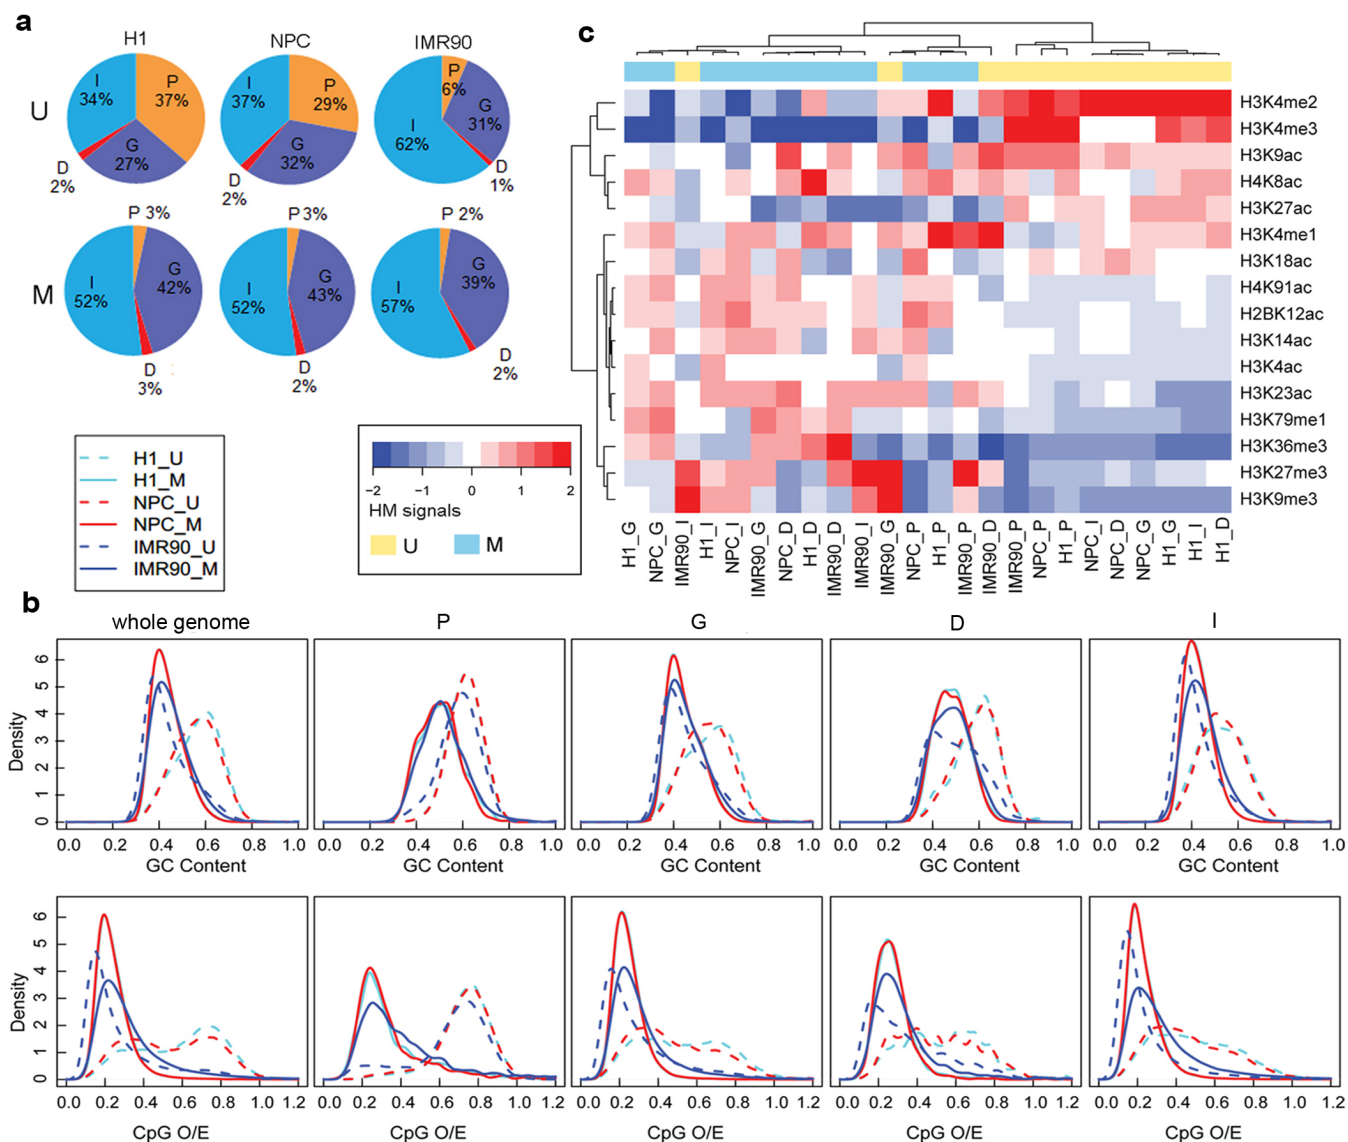 a
H1
NPC
IMR90
U
I
34%
P
37%
G
27%
D
2%
I
37%
P
29%
G
32%
D
2%
P
6%
G
31%
I
62%
D
1%
M
P 3%
I
52%
G
42%
D
3%
P 3%
I
52%
G
43%
D
2%
P 2%
I
57%
G
39%
D
2%
H1_U
H1_M
NPC_U
NPC_M
IMR90_U
IMR90_M
−2 −1 0 1 2
HM signals
U M
c
H3K4me2
H3K4me3
H3K9ac
H4K8ac
H3K27ac
H3K4me1
H3K18ac
H4K91ac
H2BK12ac
H3K14ac
H3K4ac
H3K23ac
H3K79me1
H3K36me3
H3K27me3
H3K9me3
H1_G
NPC_G
IMR90_I
H1_I
NPC_I
IMR90_G
NPC_D
H1_D
IMR90_D
IMR90_I
IMR90_G
NPC_P
H1_P
IMR90_P
IMR90_D
IMR90_P
NPC_P
H1_P
NPC_I
NPC_D
NPC_G
H1_G
H1_I
H1_D
b
whole genome P G D I
Density
6
5
4
3
2
1
0
0.0 0.2 0.4 0.6 0.8 1.0
GC Content
0.0 0.2 0.4 0.6 0.8 1.0
GC Content
0.0 0.2 0.4 0.6 0.8 1.0
GC Content
0.0 0.2 0.4 0.6 0.8 1.0
GC Content
0.0 0.2 0.4 0.6 0.8 1.0
GC Content
Density
6
5
4
3
2
1
0
0.0 0.2 0.4 0.6 0.8 1.0 1.2
CpG O/E
0.0 0.2 0.4 0.6 0.8 1.0 1.2
CpG O/E
0.0 0.2 0.4 0.6 0.8 1.0 1.2
CpG O/E
0.0 0.2 0.4 0.6 0.8 1.0 1.2
CpG O/E
0.0 0.2 0.4 0.6 0.8 1.0 1.2
CpG O/E